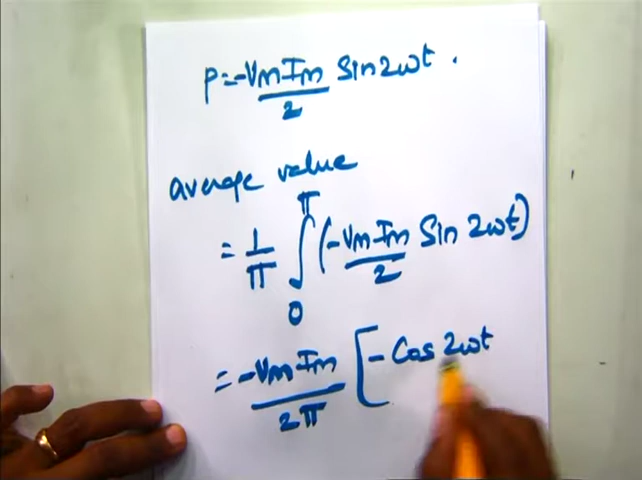 P=-VmIm/2 Sin2ωt.
average value
= 1/π ∫0^π (-VmIm/2 Sin 2ωt)
= -VmIm/2π [-Cos 2ωt